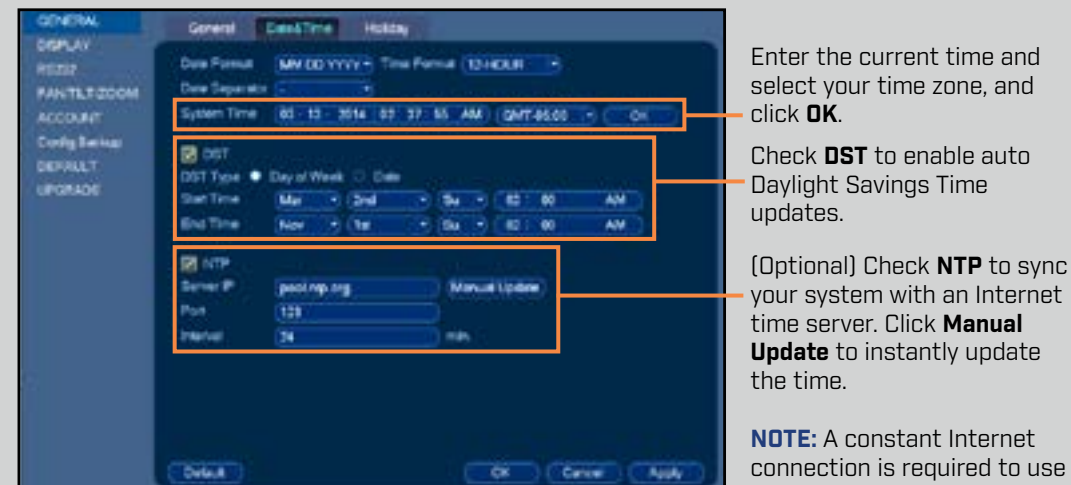 GENERAL
DISPLAY
RS232
PAN/TILT/ZOOM
ACCOUNT
Config Backup
DEFAULT
UPGRADE
General Date&Time Holiday
Date Format MM DD YYYY Time Format 12-HOUR
Date Separator -
System Time 03 - 13 - 2014 03 : 37 : 55 AM GMT-05:00 OK
DST
DST Type Day of Week Date
Start Time Mar 2nd Su 02 : 00 AM
End Time Nov 1st Su 02 : 00 AM
NTP
Server IP pool.ntp.org Manual Update
Port 123
Interval min.
Default OK Cancel Apply
Enter the current time and
select your time zone, and
click OK.
Check DST to enable auto
Daylight Savings Time
updates.
(Optional) Check NTP to sync
your system with an Internet
time server. Click Manual
Update to instantly update
the time.
NOTE: A constant Internet
connection is required to use